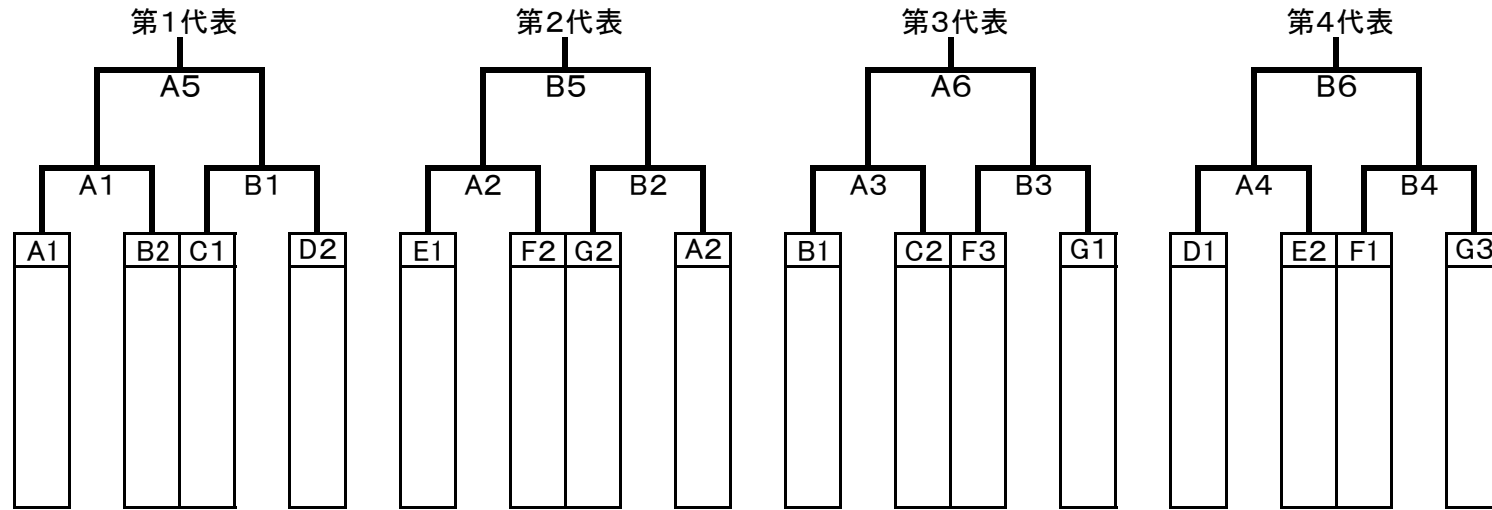 第1代表 第2代表 第3代表 第4代表
A5 B5 A6 B6
A1 B1 A2 B2 A3 B3 A4 B4
A1 B2 C1 D2 E1 F2 G2 A2 B1 C2 F3 G1 D1 E2 F1 G3